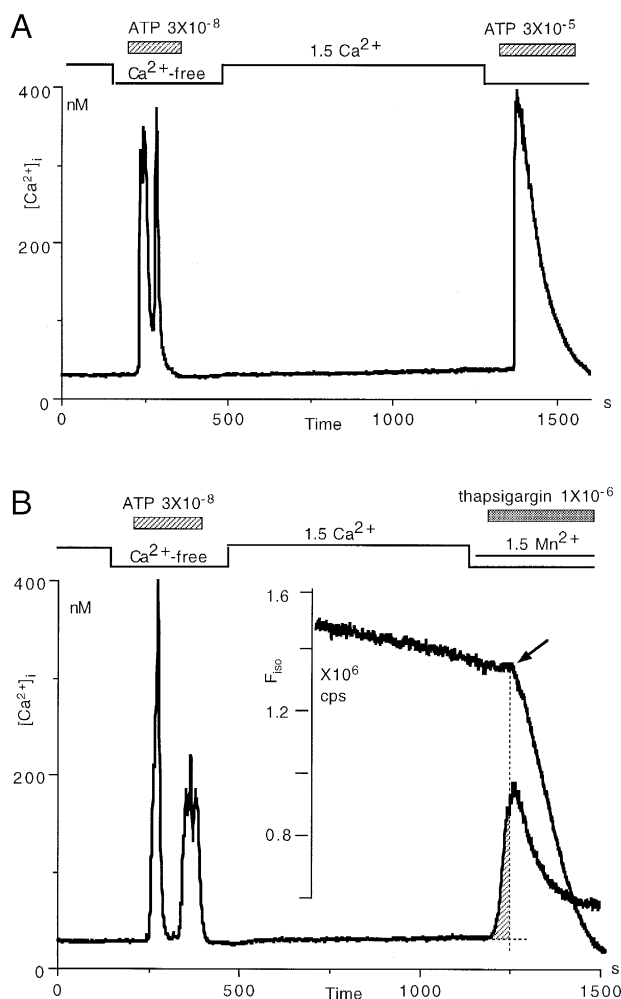 A
ATP 3X10-8
ATP 3X10-5
Ca2+-free
1.5 Ca2+
400
nM
[Ca2+]i
200
0
0
500
1000
1500
s
Time
B
ATP 3X10-8
thapsigargin 1X10-6
Ca2+-free
1.5 Ca2+
1.5 Mn2+
400
nM
[Ca2+]i
200
0
1.6
Fiso
X106
cps
1.2
0.8
0
500
1000
1500
s
Time